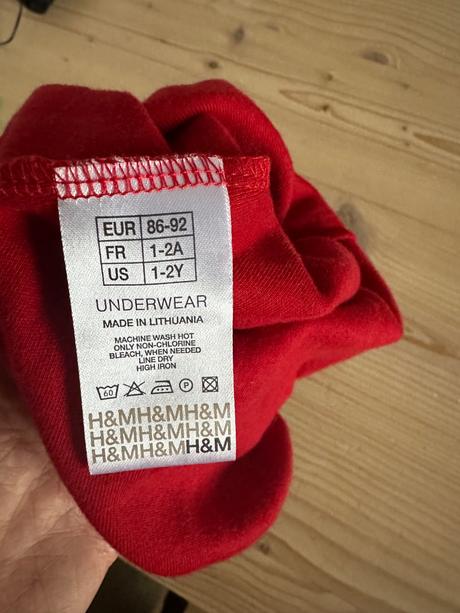 EUR 86-92
FR 1-2A
US 1-2Y
UNDERWEAR
MADE IN LITHUANIA
MACHINE WASH HOT
ONLY NON-CHLORINE
BLEACH, WHEN NEEDED
LINE DRY
HIGH IRON
60 P
H&MH&MH&M
H&MH&MH&M
H&MH&MH&M